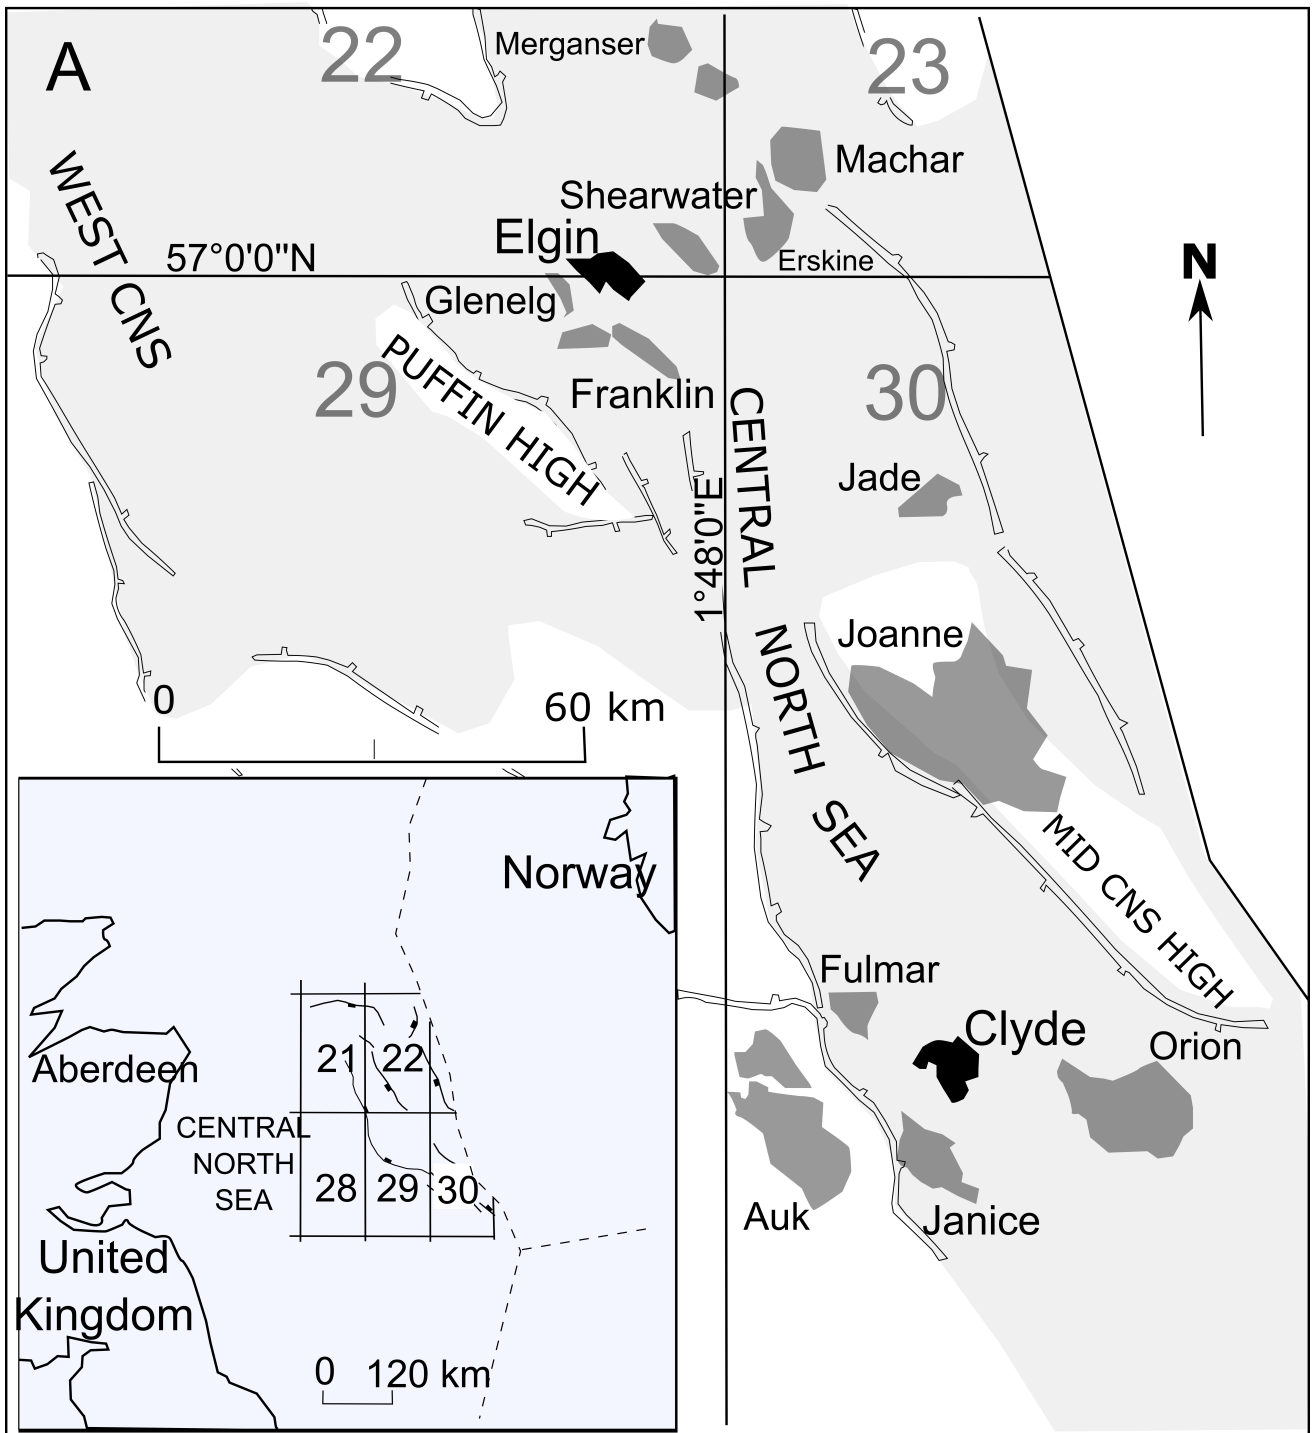 A
22
Merganser
23
Machar
WEST CNS
Shearwater
Elgin
57°0'0"N
Erskine
N
Glenelg
PUFFIN HIGH
29
Franklin
30
CENTRAL
Jade
1°48'0"E
NORTH
Joanne
0
60 km
SEA
MID CNS HIGH
Norway
Fulmar
Clyde
Orion
21
22
Aberdeen
CENTRAL
NORTH
SEA
28
29
30
Auk
Janice
United
Kingdom
0
120 km